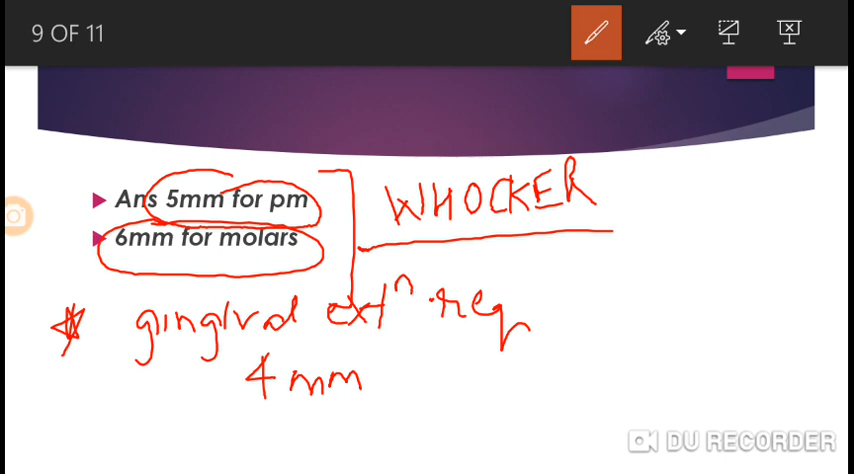 9 OF 11
Ans 5mm for pm
6mm for molars
WHOCKER
gingival extⁿ req
4mm
DU RECORDER